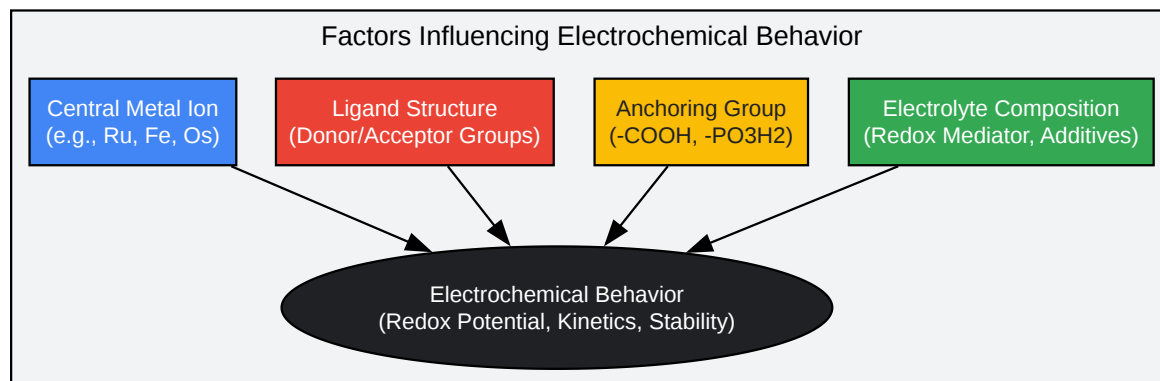 Factors Influencing Electrochemical Behavior
Central Metal Ion
(e.g., Ru, Fe, Os)
Ligand Structure
(Donor/Acceptor Groups)
Anchoring Group
(-COOH, -PO3H2)
Electrolyte Composition
(Redox Mediator, Additives)
Electrochemical Behavior
(Redox Potential, Kinetics, Stability)